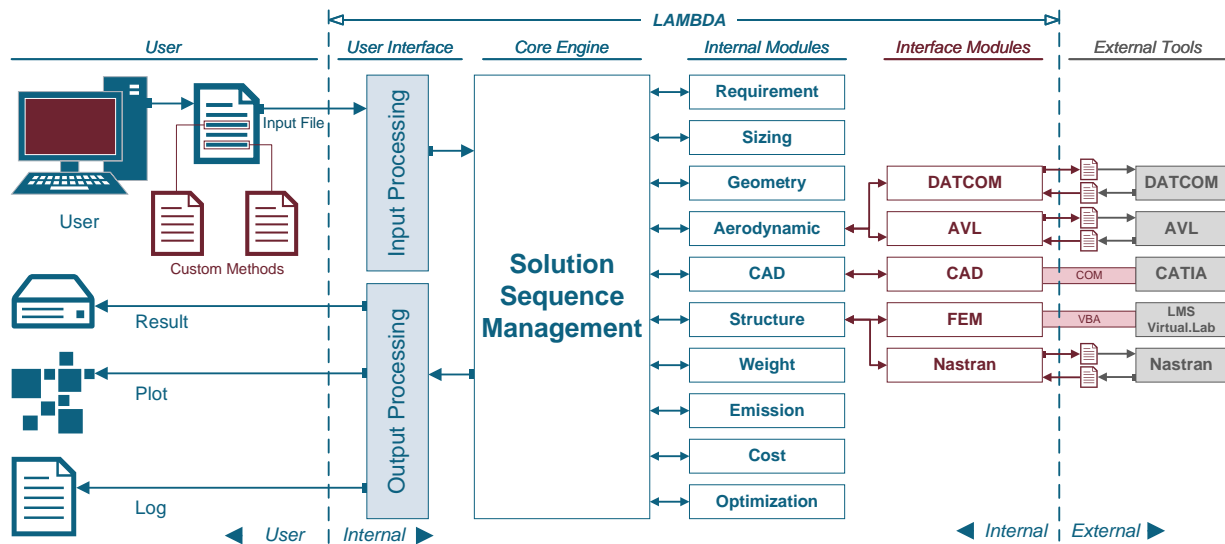 LAMBDA
User
User Interface
Core Engine
Internal Modules
Interface Modules
External Tools
Input File
User
Custom Methods
Result
Plot
Log
Input Processing
Output Processing
Solution
Sequence
Management
Requirement
Sizing
Geometry
Aerodynamic
CAD
Structure
Weight
Emission
Cost
Optimization
DATCOM
AVL
CAD
FEM
Nastran
COM
VBA
DATCOM
AVL
CATIA
LMS
Virtual.Lab
Nastran
User
Internal
Internal
External